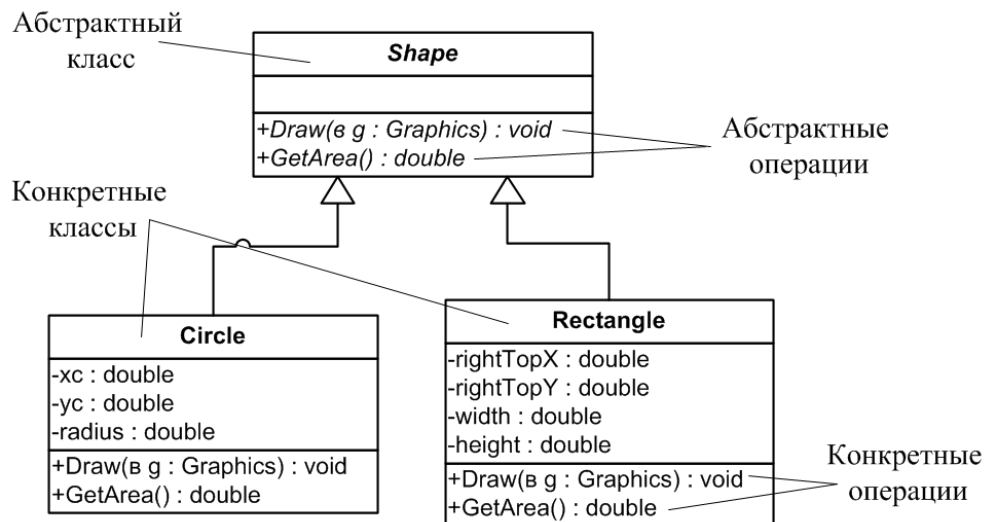 Абстрактный
класс
Shape
+Draw(в g : Graphics) : void
+GetArea() : double
Абстрактные
операции
Конкретные
классы
Circle
-xc : double
-yc : double
-radius : double
+Draw(в g : Graphics) : void
+GetArea() : double
Rectangle
-rightTopX : double
-rightTopY : double
-width : double
-height : double
+Draw(в g : Graphics) : void
+GetArea() : double
Конкретные
операции